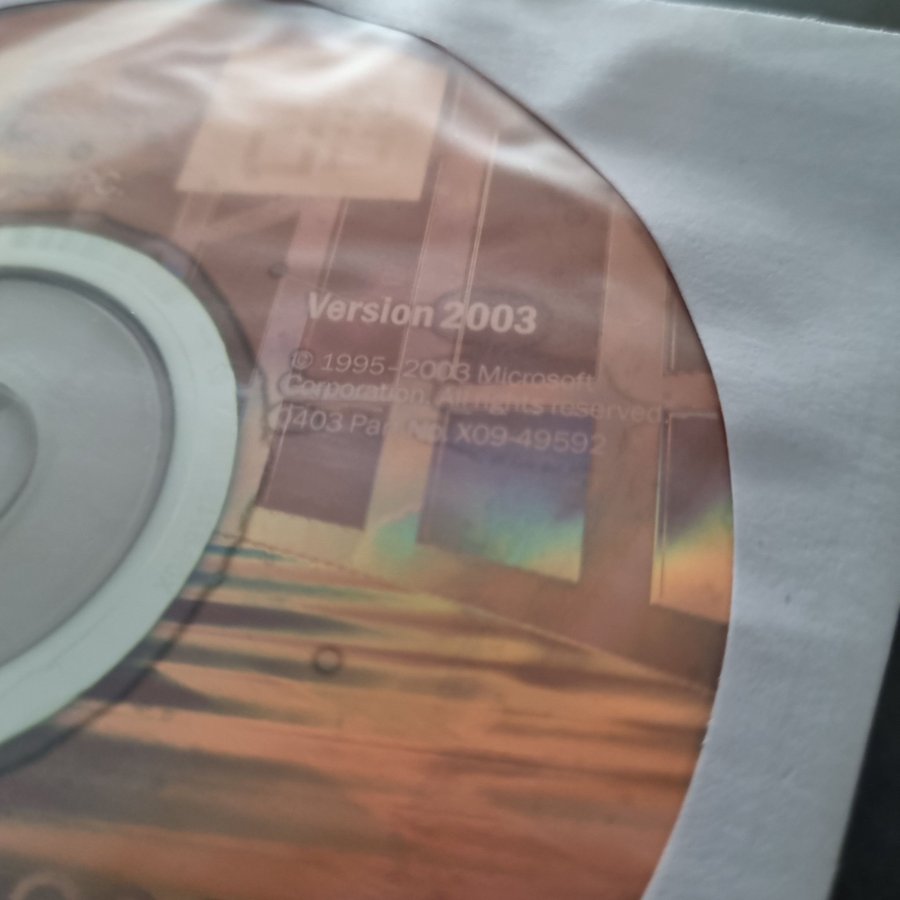 Version 2003
© 1995-2003 Microsoft
Corporation. All rights reserved.
0403 Part No. X09-49592